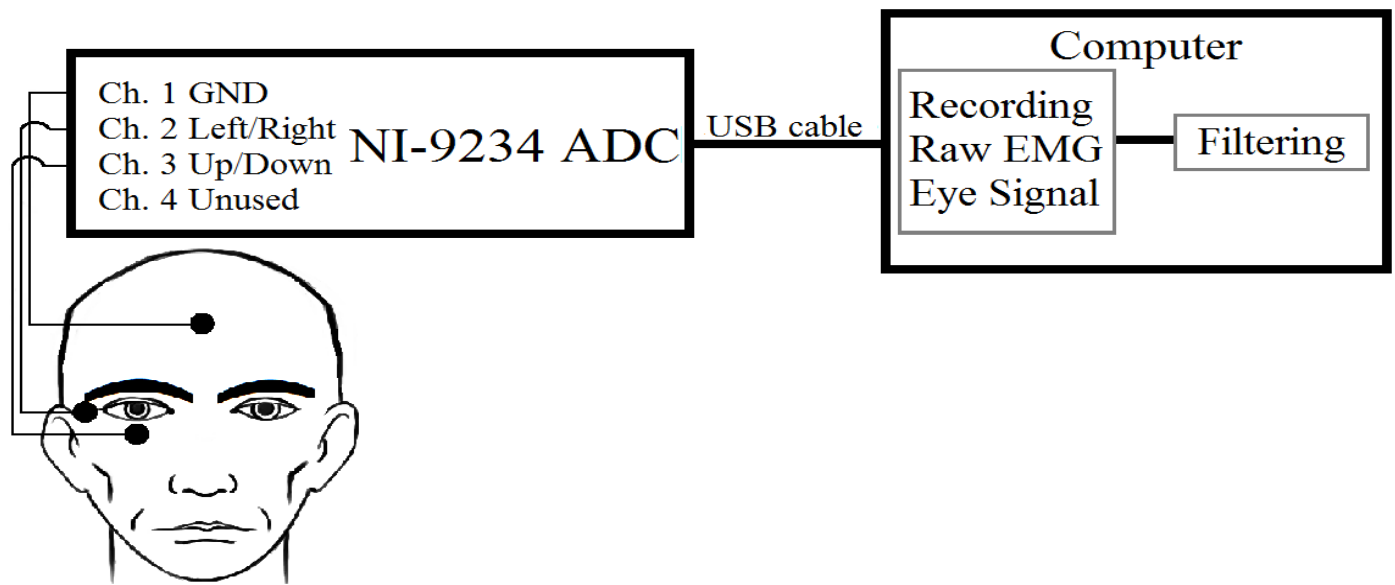 Ch. 1 GND
Ch. 2 Left/Right
Ch. 3 Up/Down
Ch. 4 Unused
NI-9234 ADC
USB cable
Computer
Recording
Raw EMG
Eye Signal
Filtering